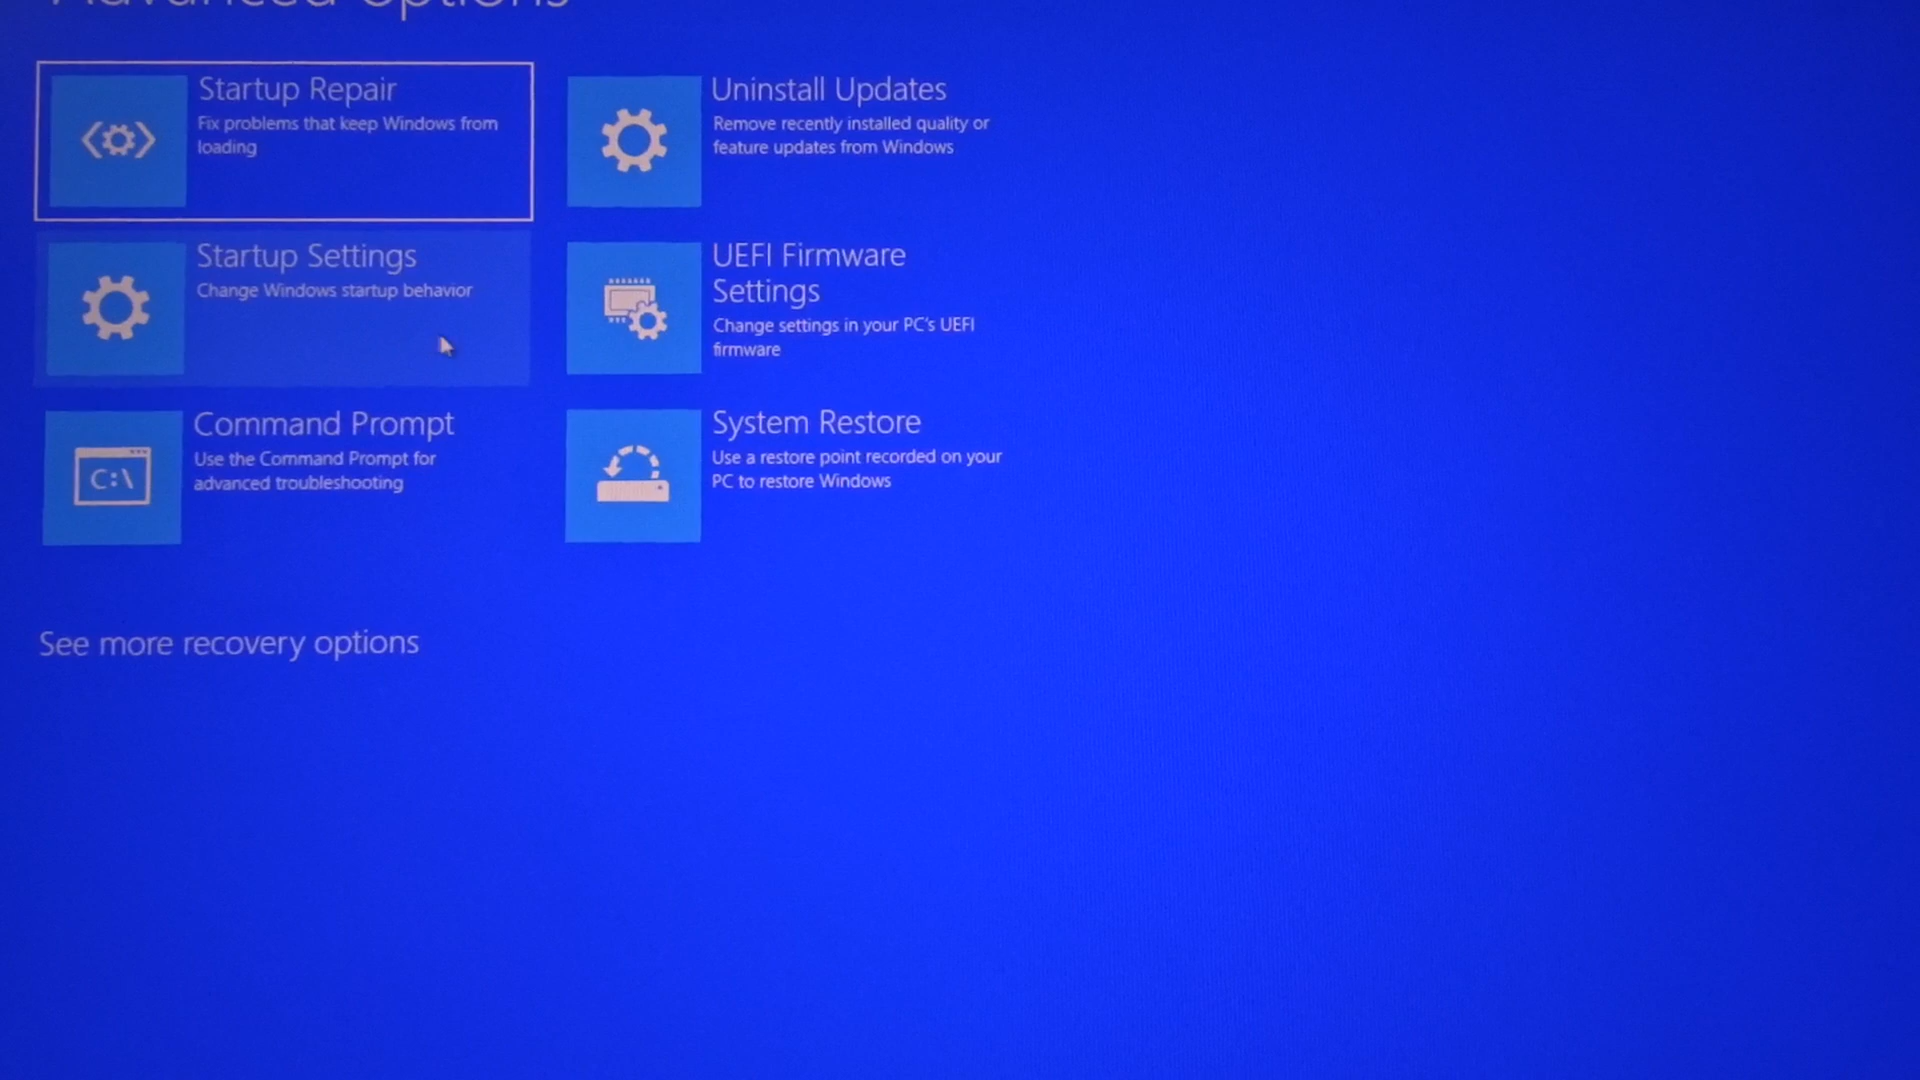 Advanced options
Startup Repair
Fix problems that keep Windows from
loading
Uninstall Updates
Remove recently installed quality or
feature updates from Windows
Startup Settings
Change Windows startup behavior
UEFI Firmware
Settings
Change settings in your PC's UEFI
firmware
Command Prompt
Use the Command Prompt for
advanced troubleshooting
C:\
System Restore
Use a restore point recorded on your
PC to restore Windows
See more recovery options